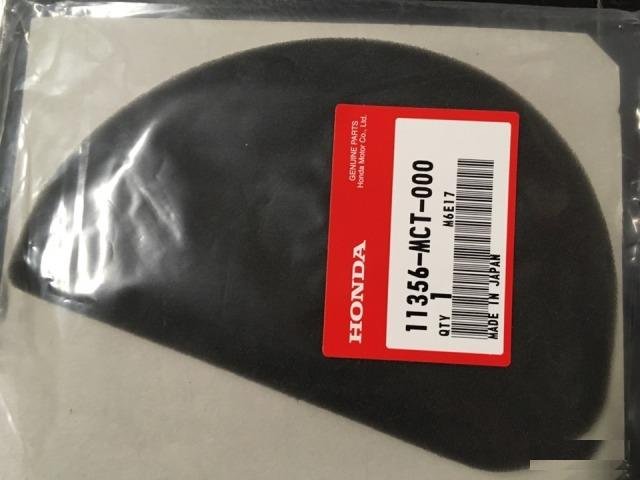 GENUINE PARTS
Honda Motor Co., Ltd.
HONDA
11356-MCT-000
QTY 1 M6E17
MADE IN JAPAN